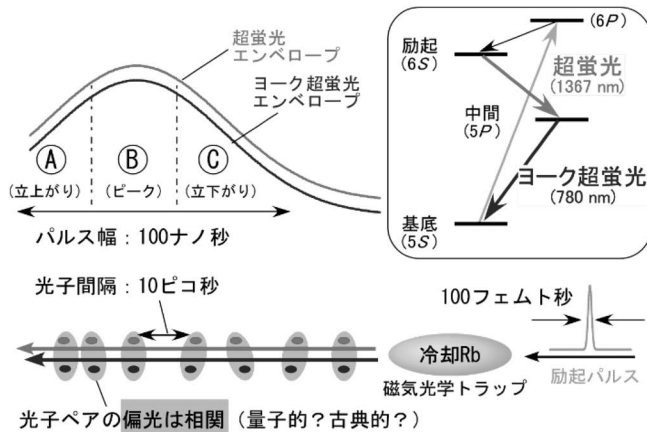 超蛍光
エンベロープ
ヨーク超蛍光
エンベロープ
Ⓐ
Ⓑ
Ⓒ
(立上がり)
(ピーク)
(立下がり)
パルス幅：100ナノ秒
(6P)
励起
(6S)
超蛍光
(1367 nm)
中間
(5P)
ヨーク超蛍光
(780 nm)
基底
(5S)
光子間隔：10ピコ秒
100フェムト秒
冷却Rb
磁気光学トラップ
励起パルス
光子ペアの偏光は相関（量子的？古典的？）